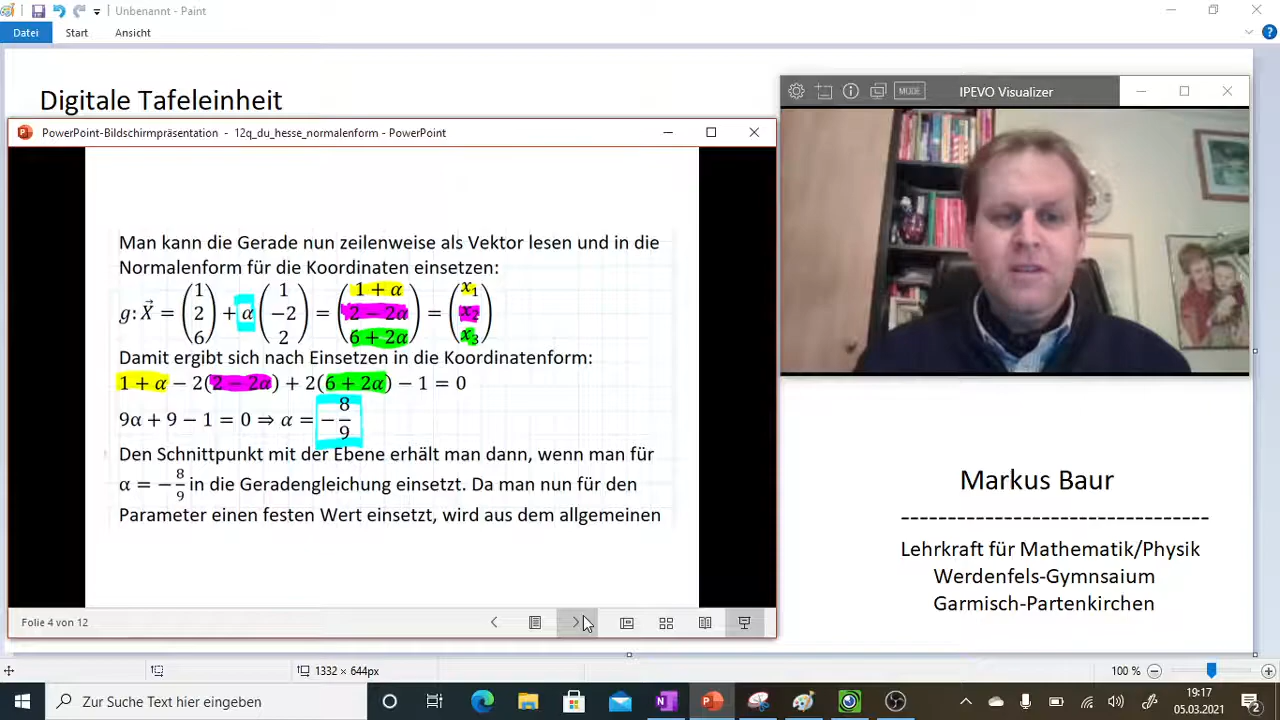 Unbenannt - Paint
Datei Start Ansicht
Digitale Tafeleinheit
PowerPoint-Bildschirmpräsentation - 12q_du_hesse_normalenform - PowerPoint
MODE IPEVO Visualizer
Man kann die Gerade nun zeilenweise als Vektor lesen und in die
Normalenform für die Koordinaten einsetzen:
g: X⃗ = (1 2 6) + α (1 −2 2) = (1 + α 2 − 2α 6 + 2α) = (x₁ x₂ x₃)
Damit ergibt sich nach Einsetzen in die Koordinatenform:
1 + α − 2(2 − 2α) + 2(6 + 2α) − 1 = 0
9α + 9 − 1 = 0 ⇒ α = −8/9
Den Schnittpunkt mit der Ebene erhält man dann, wenn man für
α = −8/9 in die Geradengleichung einsetzt. Da man nun für den
Parameter einen festen Wert einsetzt, wird aus dem allgemeinen
Folie 4 von 12
Markus Baur
--------------------------------
Lehrkraft für Mathematik/Physik
Werdenfels-Gymnsaium
Garmisch-Partenkirchen
1332 × 644px
100 %
Zur Suche Text hier eingeben
19:17
05.03.2021
2